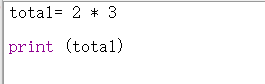 total= 2 * 3
print (total)